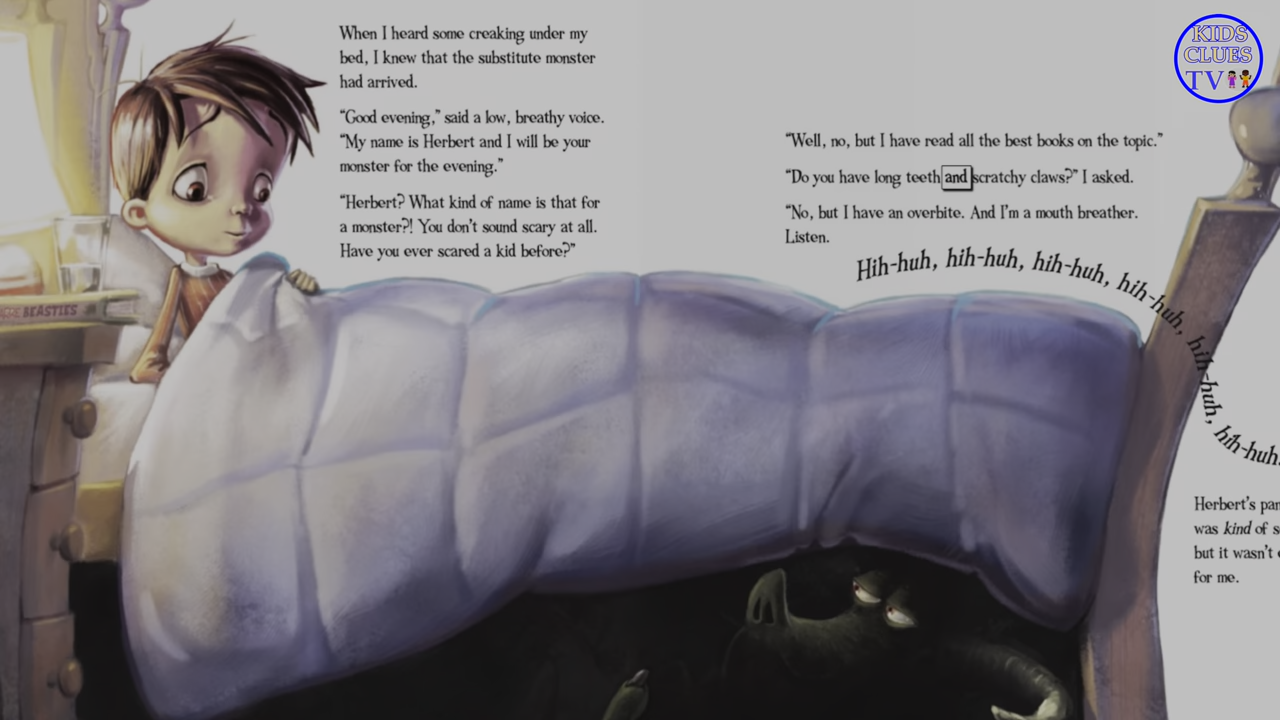 When I heard some creaking under my
bed, I knew that the substitute monster
had arrived.
“Good evening,” said a low, breathy voice.
“My name is Herbert and I will be your
monster for the evening.”
“Herbert? What kind of name is that for
a monster?! You don’t sound scary at all.
Have you ever scared a kid before?”
“Well, no, but I have read all the best books on the topic.”
“Do you have long teeth and scratchy claws?” I asked.
“No, but I have an overbite. And I’m a mouth breather.
Listen.
Hih-huh, hih-huh, hih-huh, hih-huh, hih-huh, hih-huh
Herbert’s
was kind of
but it wasn’t
for me.
BEASTIES
KIDS
CLUES
TV